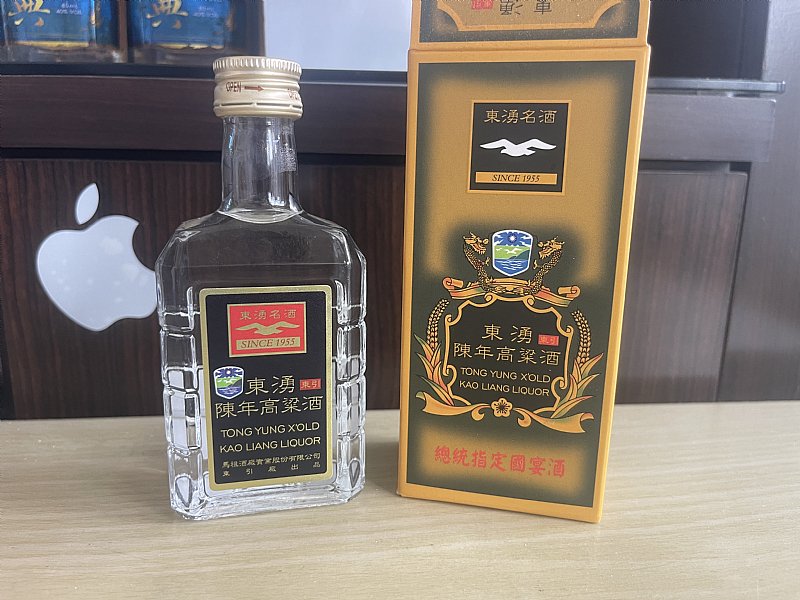 典
典
OPEN
東湧名酒
SINCE 1955
東湧 東引
陳年高粱酒
TONG YUNG X'OLD
KAO LIANG LIQUOR
馬祖酒廠實業股份有限公司
東引廠出品
東湧名酒
SINCE 1955
東湧 東引
陳年高粱酒
TONG YUNG X'OLD
KAO LIANG LIQUOR
總統指定國宴酒